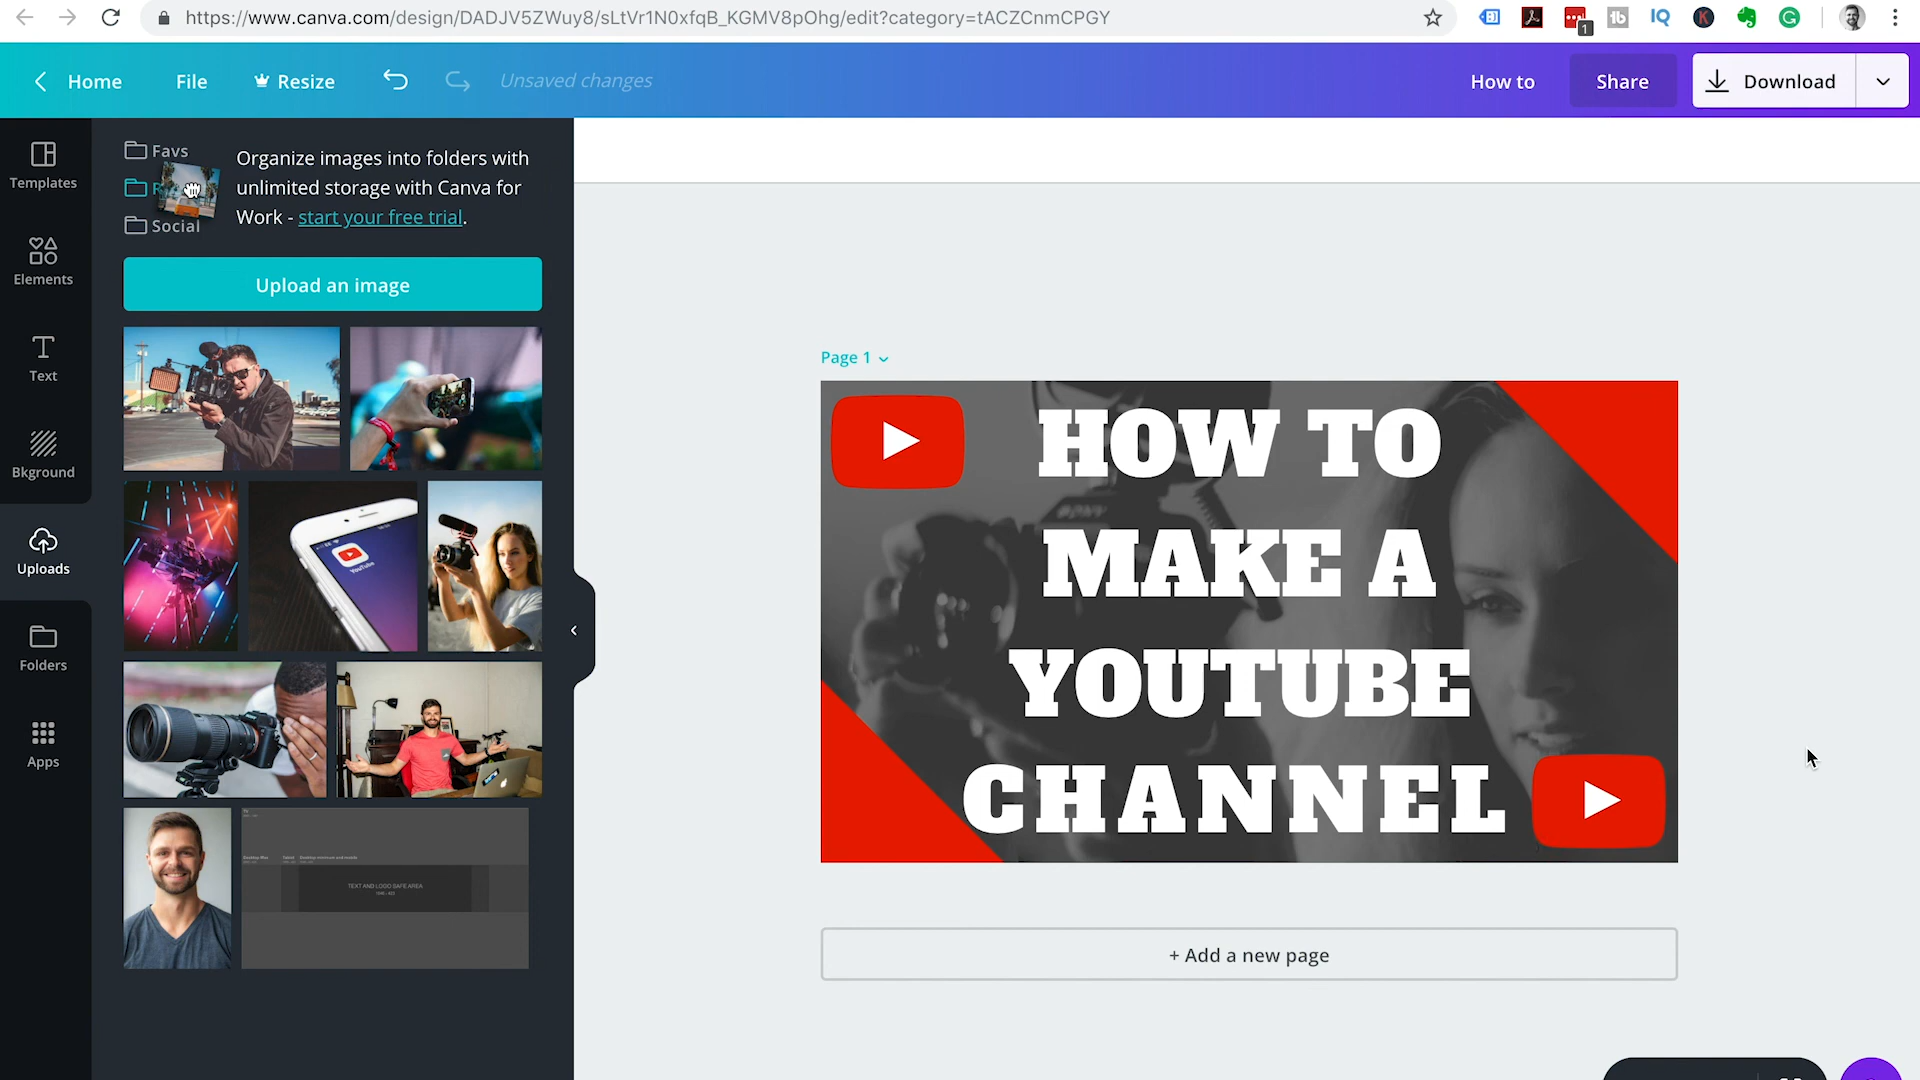 https://www.canva.com/design/DADJV5ZWuy8/sLtVr1N0xfqB_KGMV8pOhg/edit?category=tACZCnmCPGY
1
Home
File
Resize
Unsaved changes
How to
Share
Download
Templates
Elements
Text
Bkground
Uploads
Folders
Apps
Favs
Social
Organize images into folders with
unlimited storage with Canva for
Work - start your free trial.
Upload an image
YouTube
TEXT AND LOGO SAFE AREA
Page 1
HOW TO
MAKE A
YOUTUBE
CHANNEL
+ Add a new page